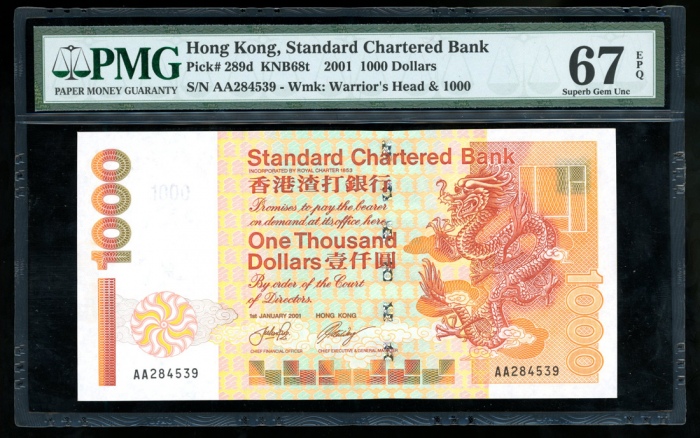 PMG
PAPER MONEY GUARANTY
Hong Kong, Standard Chartered Bank
Pick# 289d KNB68t 2001 1000 Dollars
S/N AA284539 - Wmk: Warrior's Head & 1000
67 EPQ
Superb Gem Unc
1000
Standard Chartered Bank
INCORPORATED BY ROYAL CHARTER 1853
香港渣打銀行
Promises to pay the bearer
on demand at its office here
One Thousand
Dollars 壹仟圓
By order of the Court
of Directors.
1st JANUARY 2001 HONG KONG
CHIEF FINANCIAL OFFICER CHIEF EXECUTIVE & GENERAL MANAGER
AA284539
AA284539
1000